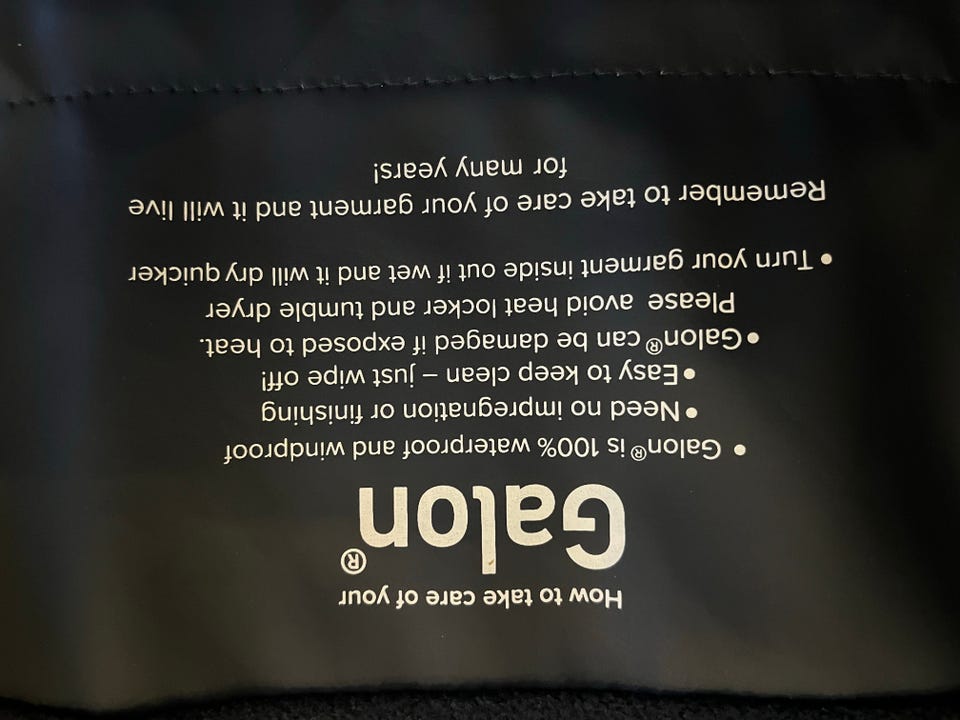 How to take care of your
Galon®
• Galon® is 100% waterproof and windproof
• Need no impregnation or finishing
• Easy to keep clean – just wipe off!
• Galon® can be damaged if exposed to heat.
Please avoid heat locker and tumble dryer
• Turn your garment inside out if wet and it will dry quicker
Remember to take care of your garment and it will live
for many years!